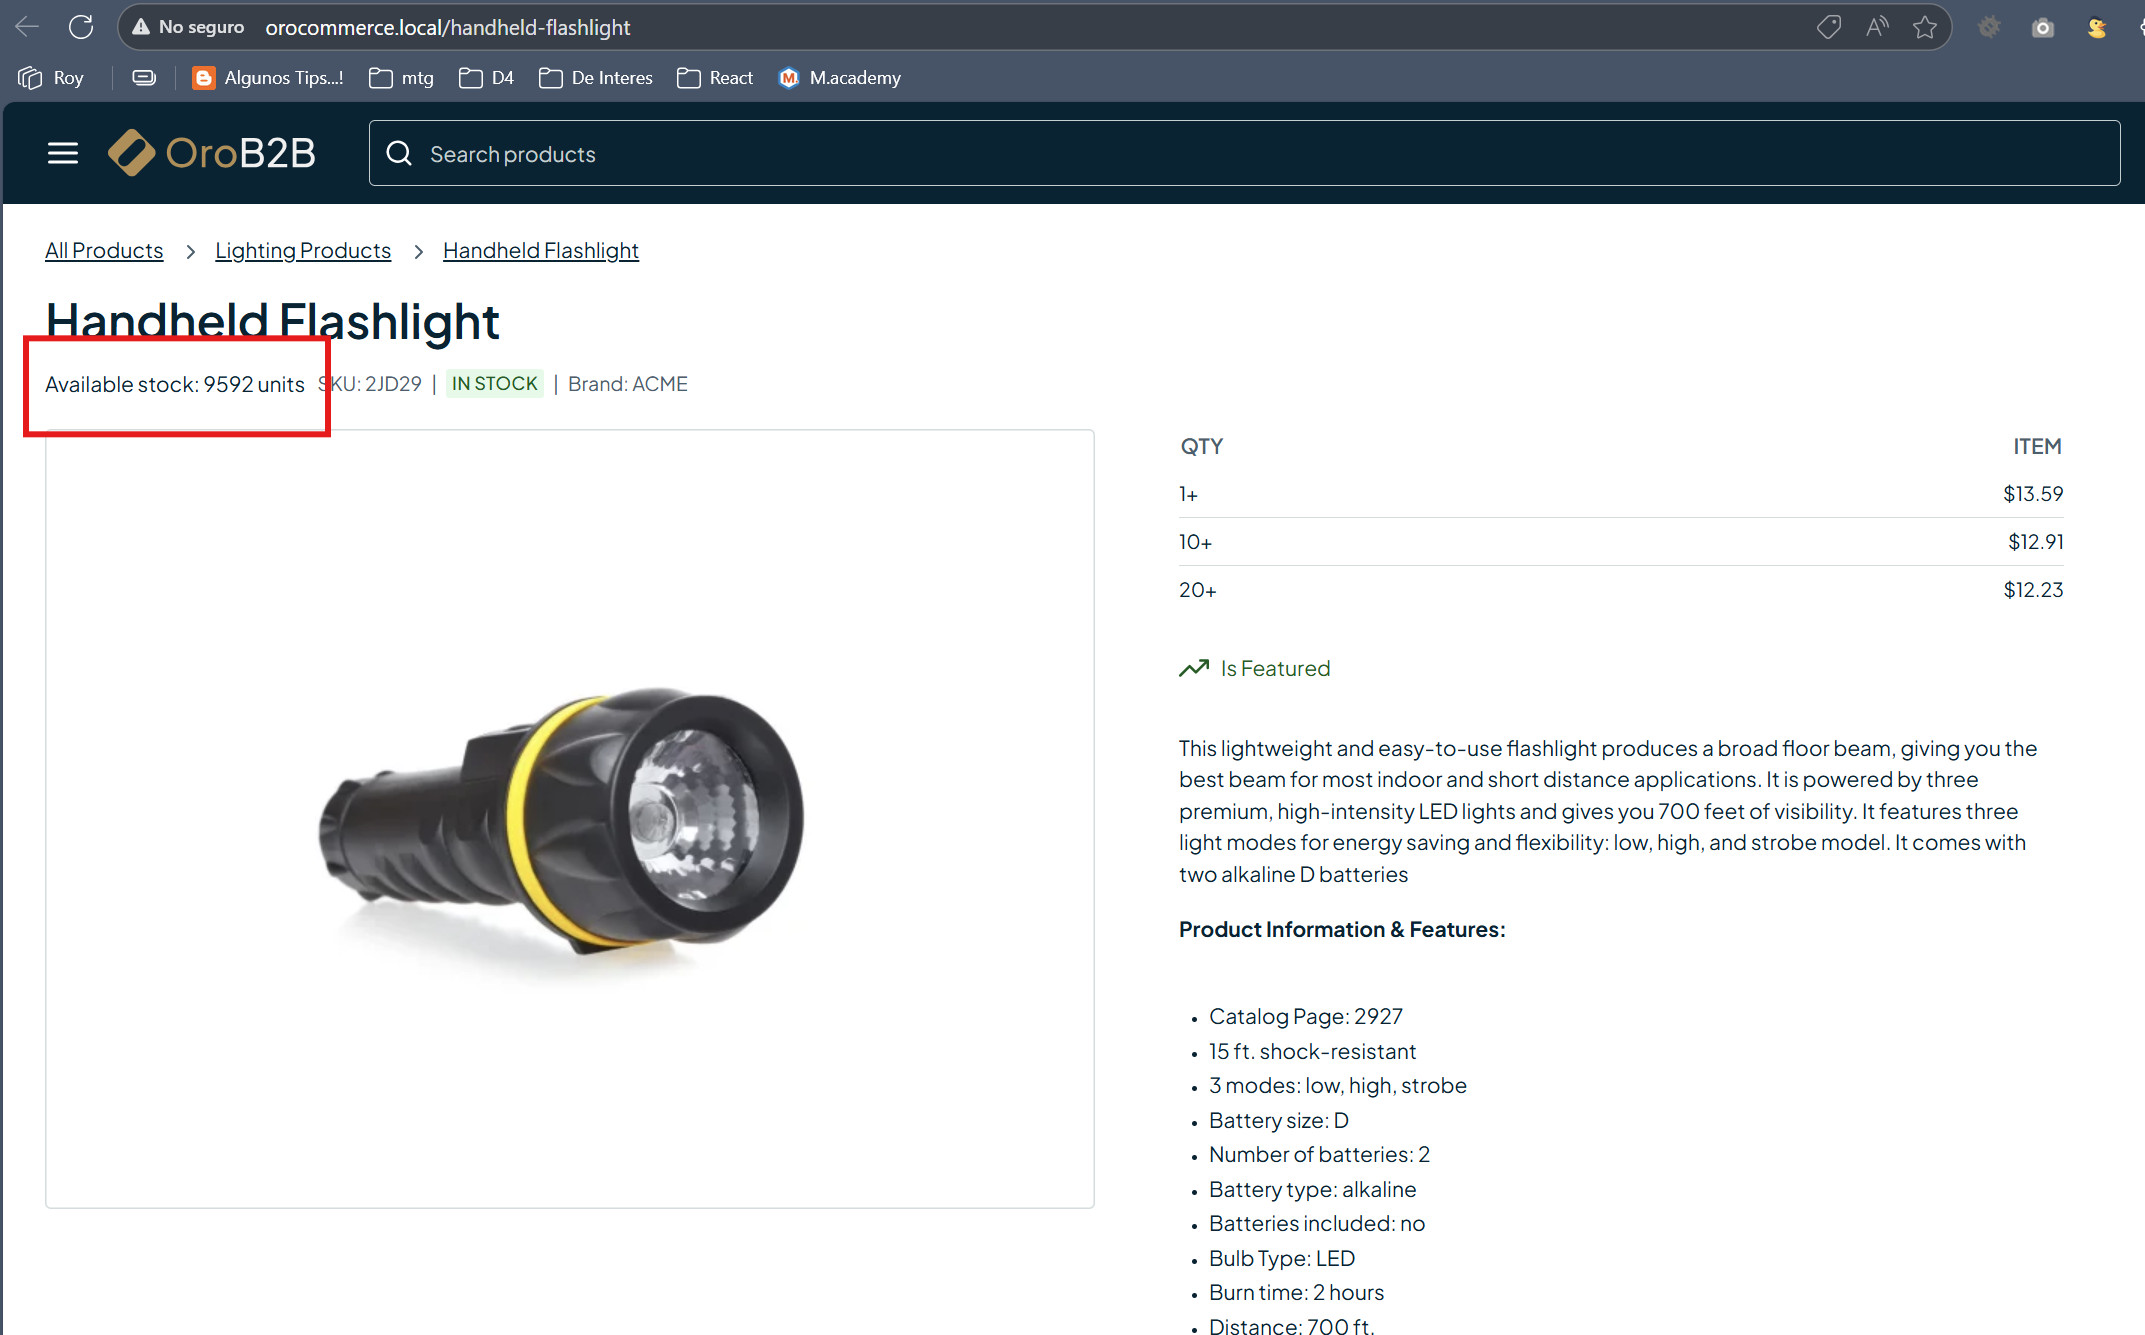 No seguro orocommerce.local/handheld-flashlight
Roy Algunos Tips...! mtg D4 De Interes React M.academy
OroB2B Search products
All Products > Lighting Products > Handheld Flashlight
Handheld Flashlight
Available stock: 9592 units SKU: 2JD29 | IN STOCK | Brand: ACME
QTY ITEM
1+ $13.59
10+ $12.91
20+ $12.23
Is Featured
This lightweight and easy-to-use flashlight produces a broad floor beam, giving you the
best beam for most indoor and short distance applications. It is powered by three
premium, high-intensity LED lights and gives you 700 feet of visibility. It features three
light modes for energy saving and flexibility: low, high, and strobe model. It comes with
two alkaline D batteries
Product Information & Features:
• Catalog Page: 2927
• 15 ft. shock-resistant
• 3 modes: low, high, strobe
• Battery size: D
• Number of batteries: 2
• Battery type: alkaline
• Batteries included: no
• Bulb Type: LED
• Burn time: 2 hours
• Distance: 700 ft.